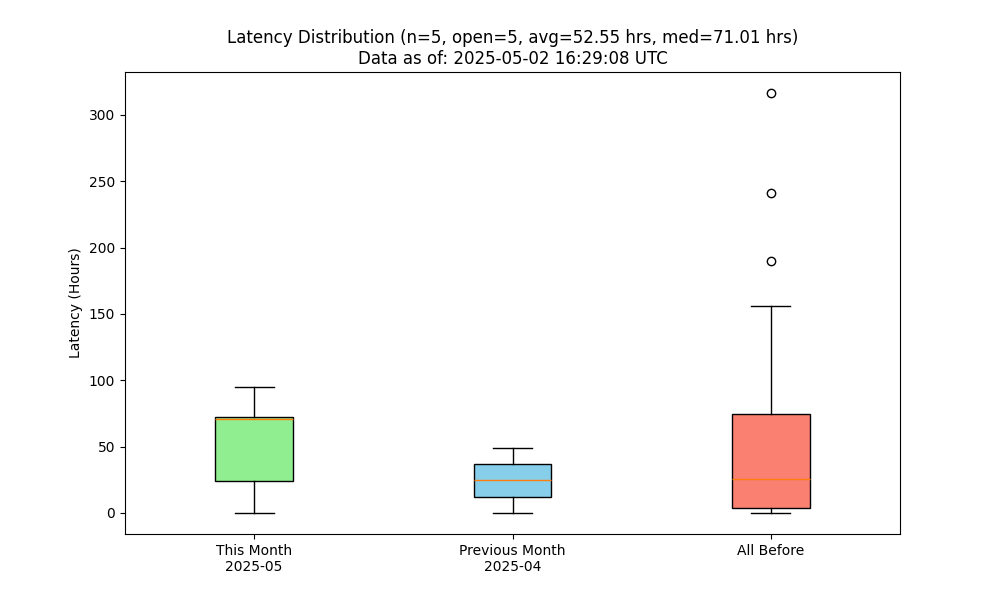 Latency Distribution (n=5, open=5, avg=52.55 hrs, med=71.01 hrs)
Data as of: 2025-05-02 16:29:08 UTC
Latency (Hours)
300
250
200
150
100
50
0
This Month
2025-05
Previous Month
2025-04
All Before